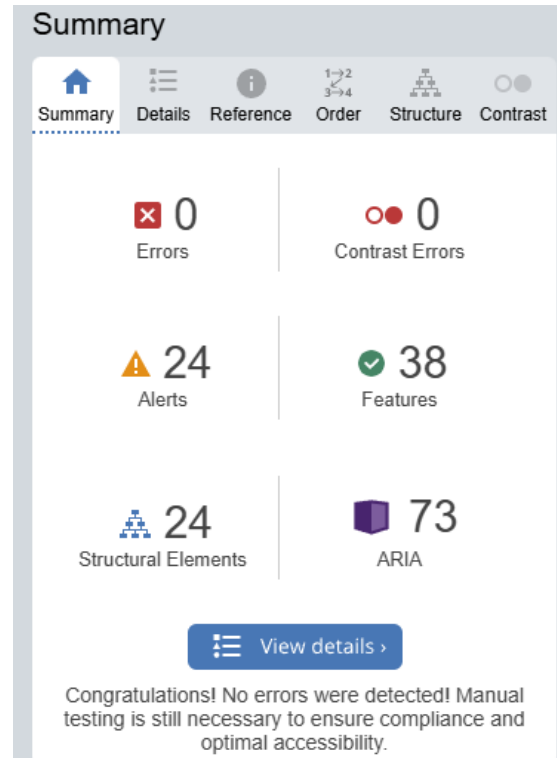 Summary
Summary Details Reference Order Structure Contrast
1→2
3→4
0 0
Errors Contrast Errors
24 38
Alerts Features
24 73
Structural Elements ARIA
View details ›
Congratulations! No errors were detected! Manual
testing is still necessary to ensure compliance and
optimal accessibility.